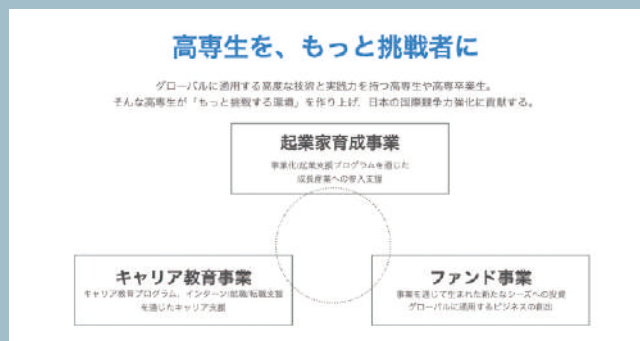 高専生を、もっと挑戦者に
グローバルに通用する高度な技術と実践力を持つ高専生や高専卒業生。
そんな高専生が「もっと挑戦する環境」を作り上げ、日本の国際競争力強化に貢献する。
起業家育成事業
事業化/起業支援プログラムを通じた
成長産業への参入支援
キャリア教育事業
キャリア教育プログラム、インターン/就職/転職支援
を通じたキャリア支援
ファンド事業
事業を通じて生まれた新たなシーズへの投資
グローバルに通用するビジネスの創出